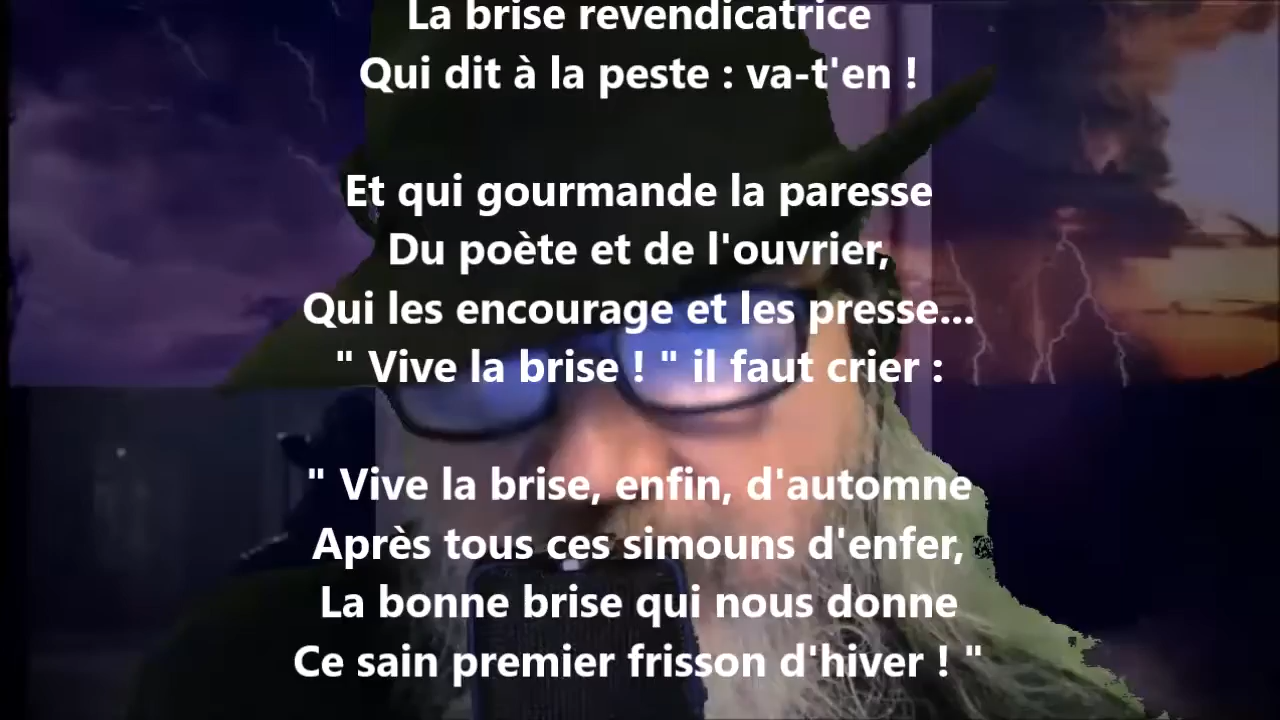 La brise revendicatrice
Qui dit à la peste : va-t'en !
Et qui gourmande la paresse
Du poète et de l'ouvrier,
Qui les encourage et les presse...
" Vive la brise ! " il faut crier :
" Vive la brise, enfin, d'automne
Après tous ces simouns d'enfer,
La bonne brise qui nous donne
Ce sain premier frisson d'hiver ! "